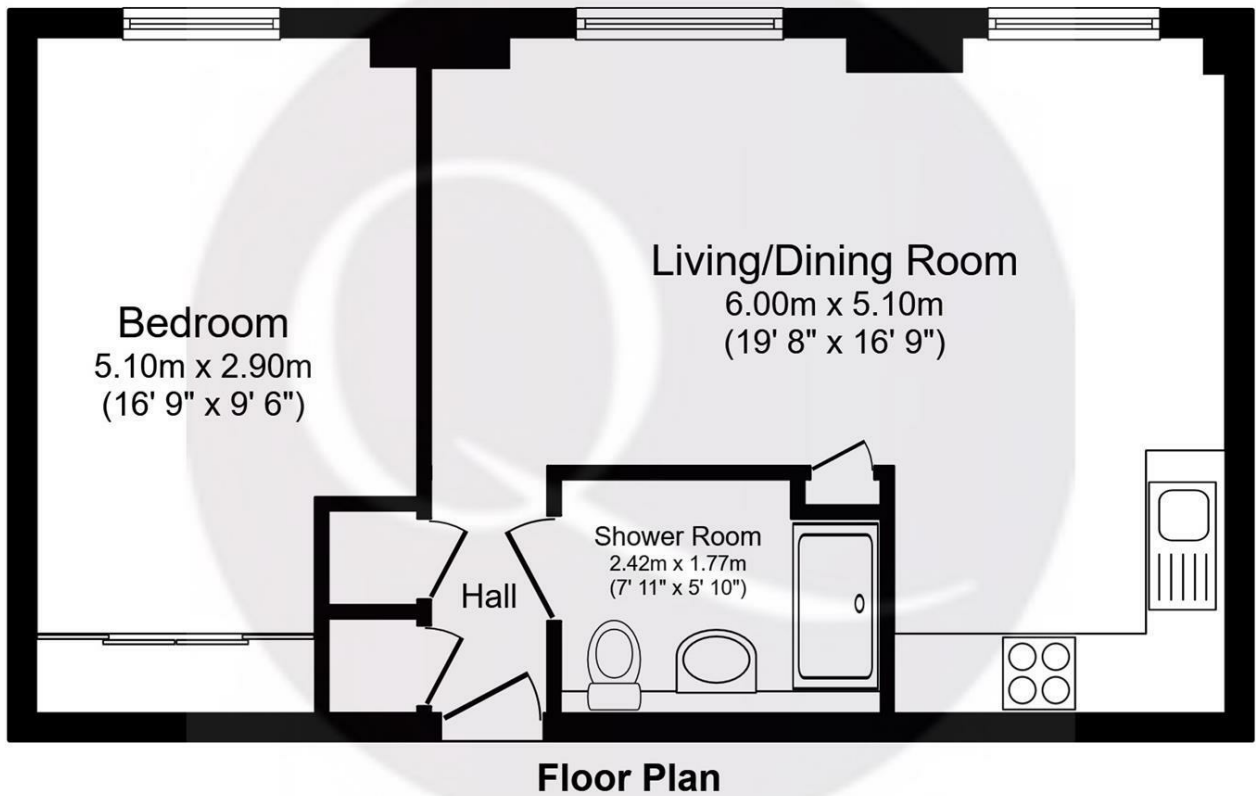 Bedroom
5.10m x 2.90m
(16' 9" x 9' 6")
Living/Dining Room
6.00m x 5.10m
(19' 8" x 16' 9")
Shower Room
2.42m x 1.77m
(7' 11" x 5' 10")
Hall
Floor Plan